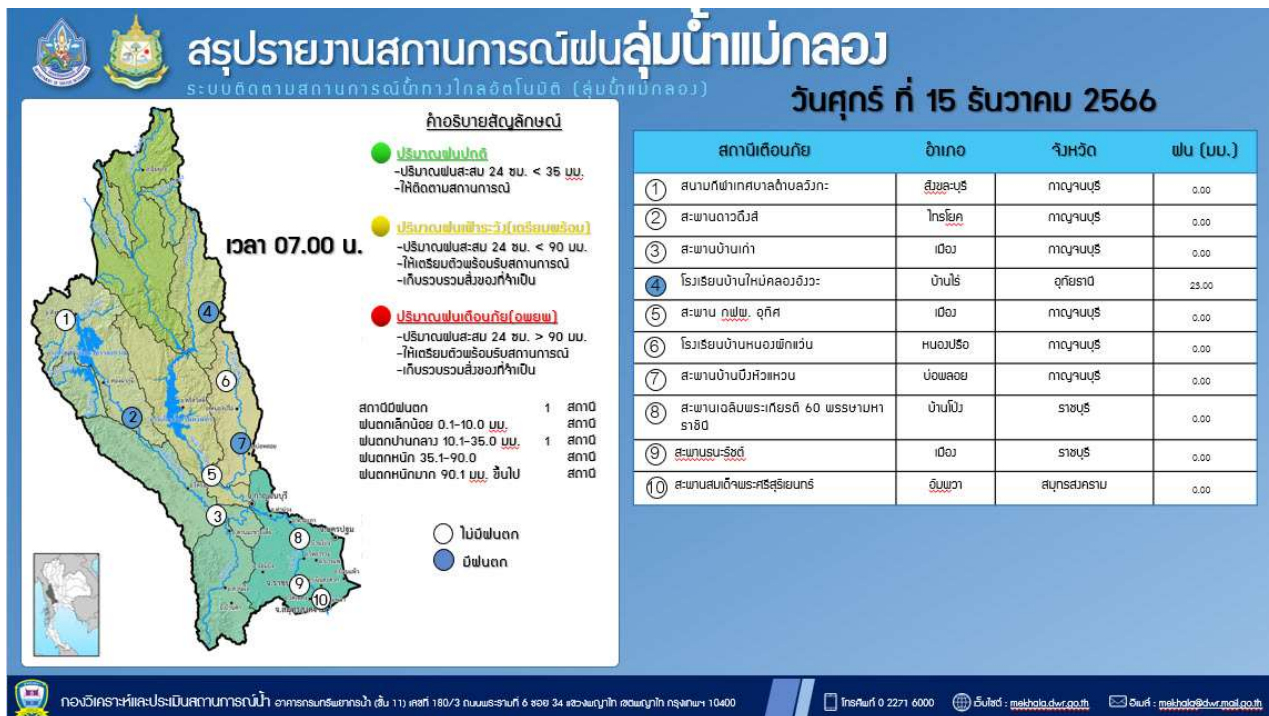 สรุปรายงานสถานการณ์ฝนลุ่มน้ำแม่กลอง
ระบบติดตามสถานการณ์น้ำทางไกลอัตโนมัติ (ลุ่มน้ำแม่กลอง)
วันศุกร์ ที่ 15 ธันวาคม 2566
เวลา 07.00 น.
คำอธิบายสัญลักษณ์
ปริมาณฝนปกติ
-ปริมาณฝนสะสม 24 ชม. < 35 มม.
-ให้ติดตามสถานการณ์
ปริมาณฝนเฝ้าระวัง(เตรียมพร้อม)
-ปริมาณฝนสะสม 24 ชม. < 90 มม.
-ให้เตรียมตัวพร้อมรับสถานการณ์
-เก็บรวบรวมสิ่งของที่จำเป็น
ปริมาณฝนเตือนภัย(อพยพ)
-ปริมาณฝนสะสม 24 ชม. > 90 มม.
-ให้เตรียมตัวพร้อมรับสถานการณ์
-เก็บรวบรวมสิ่งของที่จำเป็น
สถานีมีฝนตก 1 สถานี
ฝนตกเล็กน้อย 0.1-10.0 มม. สถานี
ฝนตกปานกลาง 10.1-35.0 มม. 1 สถานี
ฝนตกหนัก 35.1-90.0 สถานี
ฝนตกหนักมาก 90.1 มม. ขึ้นไป สถานี
ไม่มีฝนตก
มีฝนตก
1
4
6
2
7
5
3
8
9
10
สถานีเตือนภัย อำเภอ จังหวัด ฝน (มม.)
1 สนามกีฬาเทศบาลตำบลวังกะ สังขละบุรี กาญจนบุรี 0.00
2 สะพานดาวดึงส์ ไทรโยค กาญจนบุรี 0.00
3 สะพานบ้านเก่า เมือง กาญจนบุรี 0.00
4 โรงเรียนบ้านใหม่คลองอังวะ บ้านไร่ อุทัยธานี 23.00
5 สะพาน กฟผ. อุทิศ เมือง กาญจนบุรี 0.00
6 โรงเรียนบ้านหนองผักแว่น หนองปรือ กาญจนบุรี 0.00
7 สะพานบ้านบึงหัวแหวน บ่อพลอย กาญจนบุรี 0.00
8 สะพานเฉลิมพระเกียรติ 60 พรรษามหา
ราชินี บ้านโป่ง ราชบุรี 0.00
9 สะพานธนะรัชต์ เมือง ราชบุรี 0.00
10 สะพานสมเด็จพระศรีสุริเยนทร์ อัมพวา สมุทรสงคราม 0.00
กองวิเคราะห์และประเมินสถานการณ์น้ำ อาคารกรมทรัพยากรน้ำ (ชั้น 11) เลขที่ 180/3 ถนนพระรามที่ 6 ซอย 34 แขวงพญาไท เขตพญาไท กรุงเทพฯ 10400 โทรศัพท์ 0 2271 6000 เว็บไซต์ : mekhala.dwr.go.th อีเมล์ : mekhala@dwr.mail.go.th